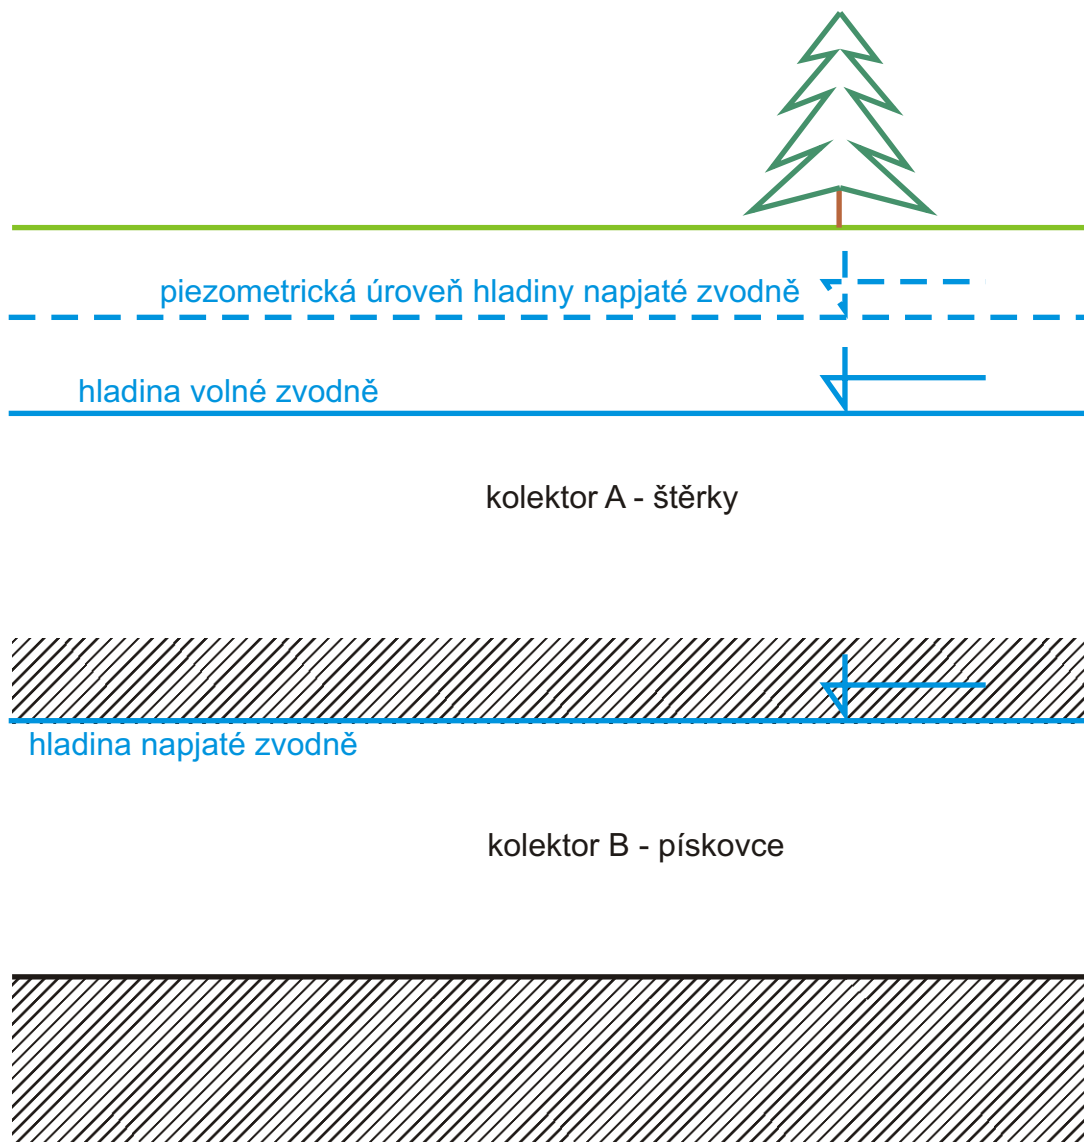 piezometrická úroveň hladiny napjaté zvodně
hladina volné zvodně
kolektor A - štěrky
hladina napjaté zvodně
kolektor B - pískovce